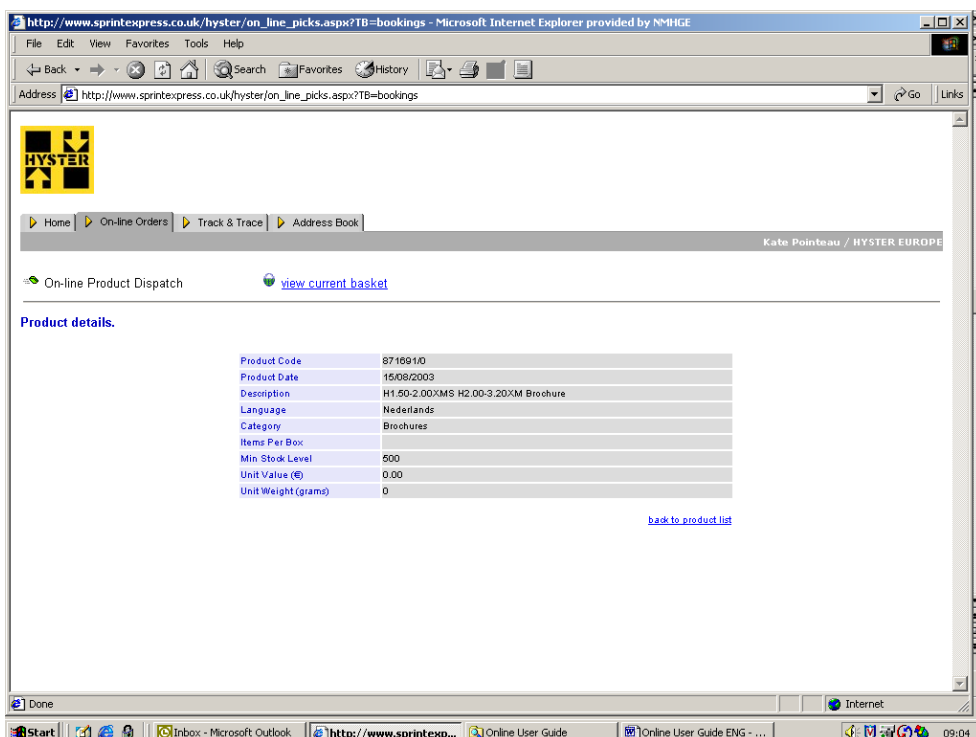 http://www.sprintexpress.co.uk/hyster/on_line_picks.aspx?TB=bookings - Microsoft Internet Explorer provided by NMHGE
File Edit View Favorites Tools Help
Back Search Favorites History
Address http://www.sprintexpress.co.uk/hyster/on_line_picks.aspx?TB=bookings Go Links
HYSTER
Home On-line Orders Track & Trace Address Book
Kate Pointeau / HYSTER EUROPE
On-line Product Dispatch view current basket
Product details.
Product Code 871691/0
Product Date 15/08/2003
Description H1.50-2.00XMS H2.00-3.20XM Brochure
Language Nederlands
Category Brochures
Items Per Box
Min Stock Level 500
Unit Value (€) 0.00
Unit Weight (grams) 0
back to product list
Done Internet
Start Inbox - Microsoft Outlook http://www.sprintexp... Online User Guide Online User Guide ENG - ... 09:04